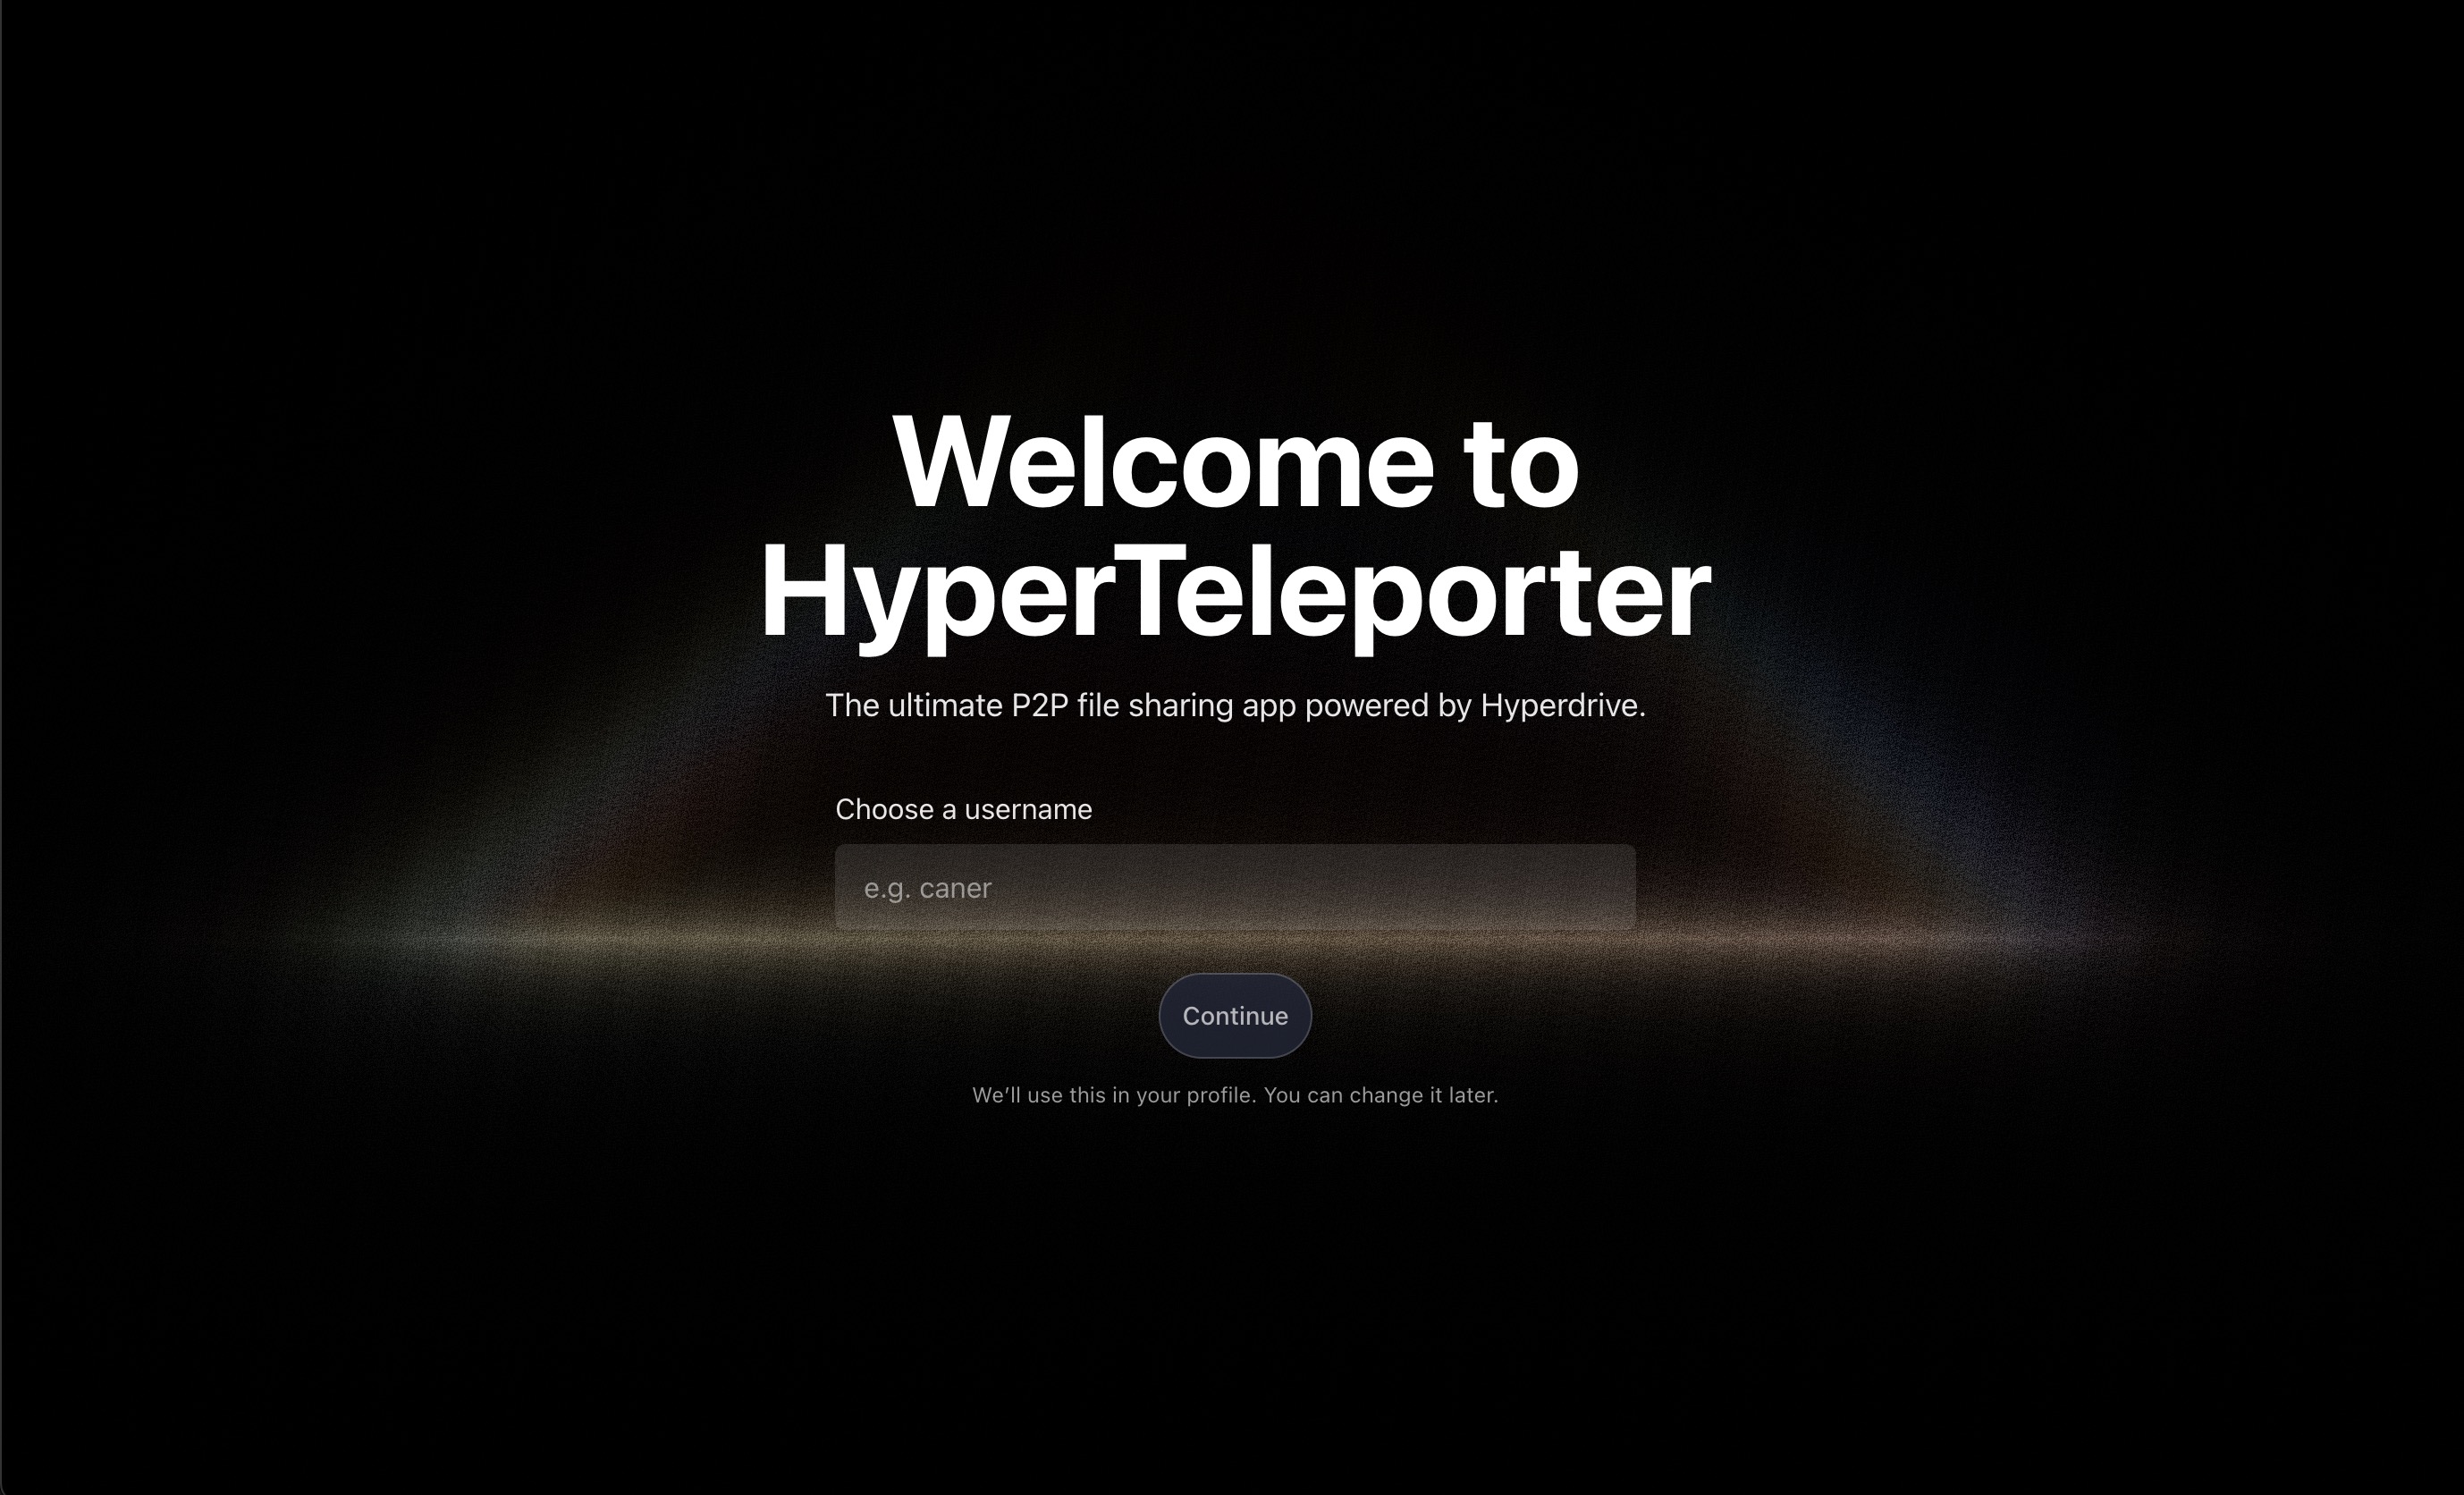 Welcome to
HyperTeleporter
The ultimate P2P file sharing app powered by Hyperdrive.
Choose a username
e.g. caner
Continue
We’ll use this in your profile. You can change it later.